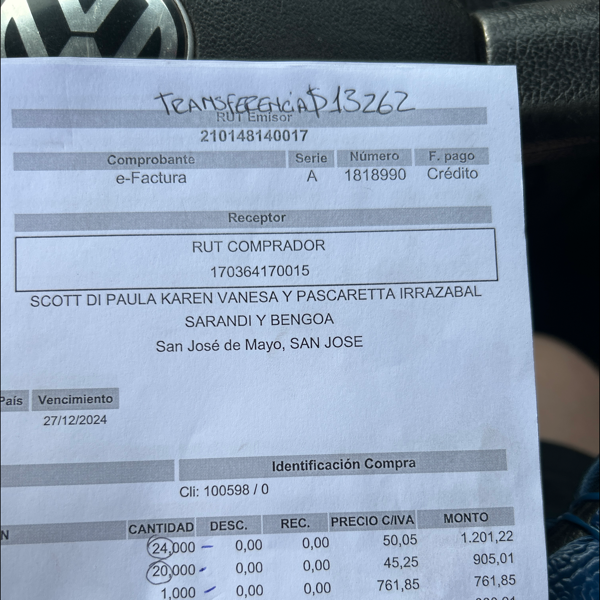 TRANSFERENCIA $13262
RUT Emisor
210148140017
Comprobante Serie Número F. pago
e-Factura A 1818990 Crédito
Receptor
RUT COMPRADOR
170364170015
SCOTT DI PAULA KAREN VANESA Y PASCARETTA IRRAZABAL
SARANDI Y BENGOA
San José de Mayo, SAN JOSE
País Vencimiento
27/12/2024
Identificación Compra
Cli: 100598 / 0
N CANTIDAD DESC. REC. PRECIO C/IVA MONTO
24,000 0,00 0,00 50,05 1.201,22
20,000 0,00 0,00 45,25 905,01
1,000 0,00 0,00 761,85 761,85